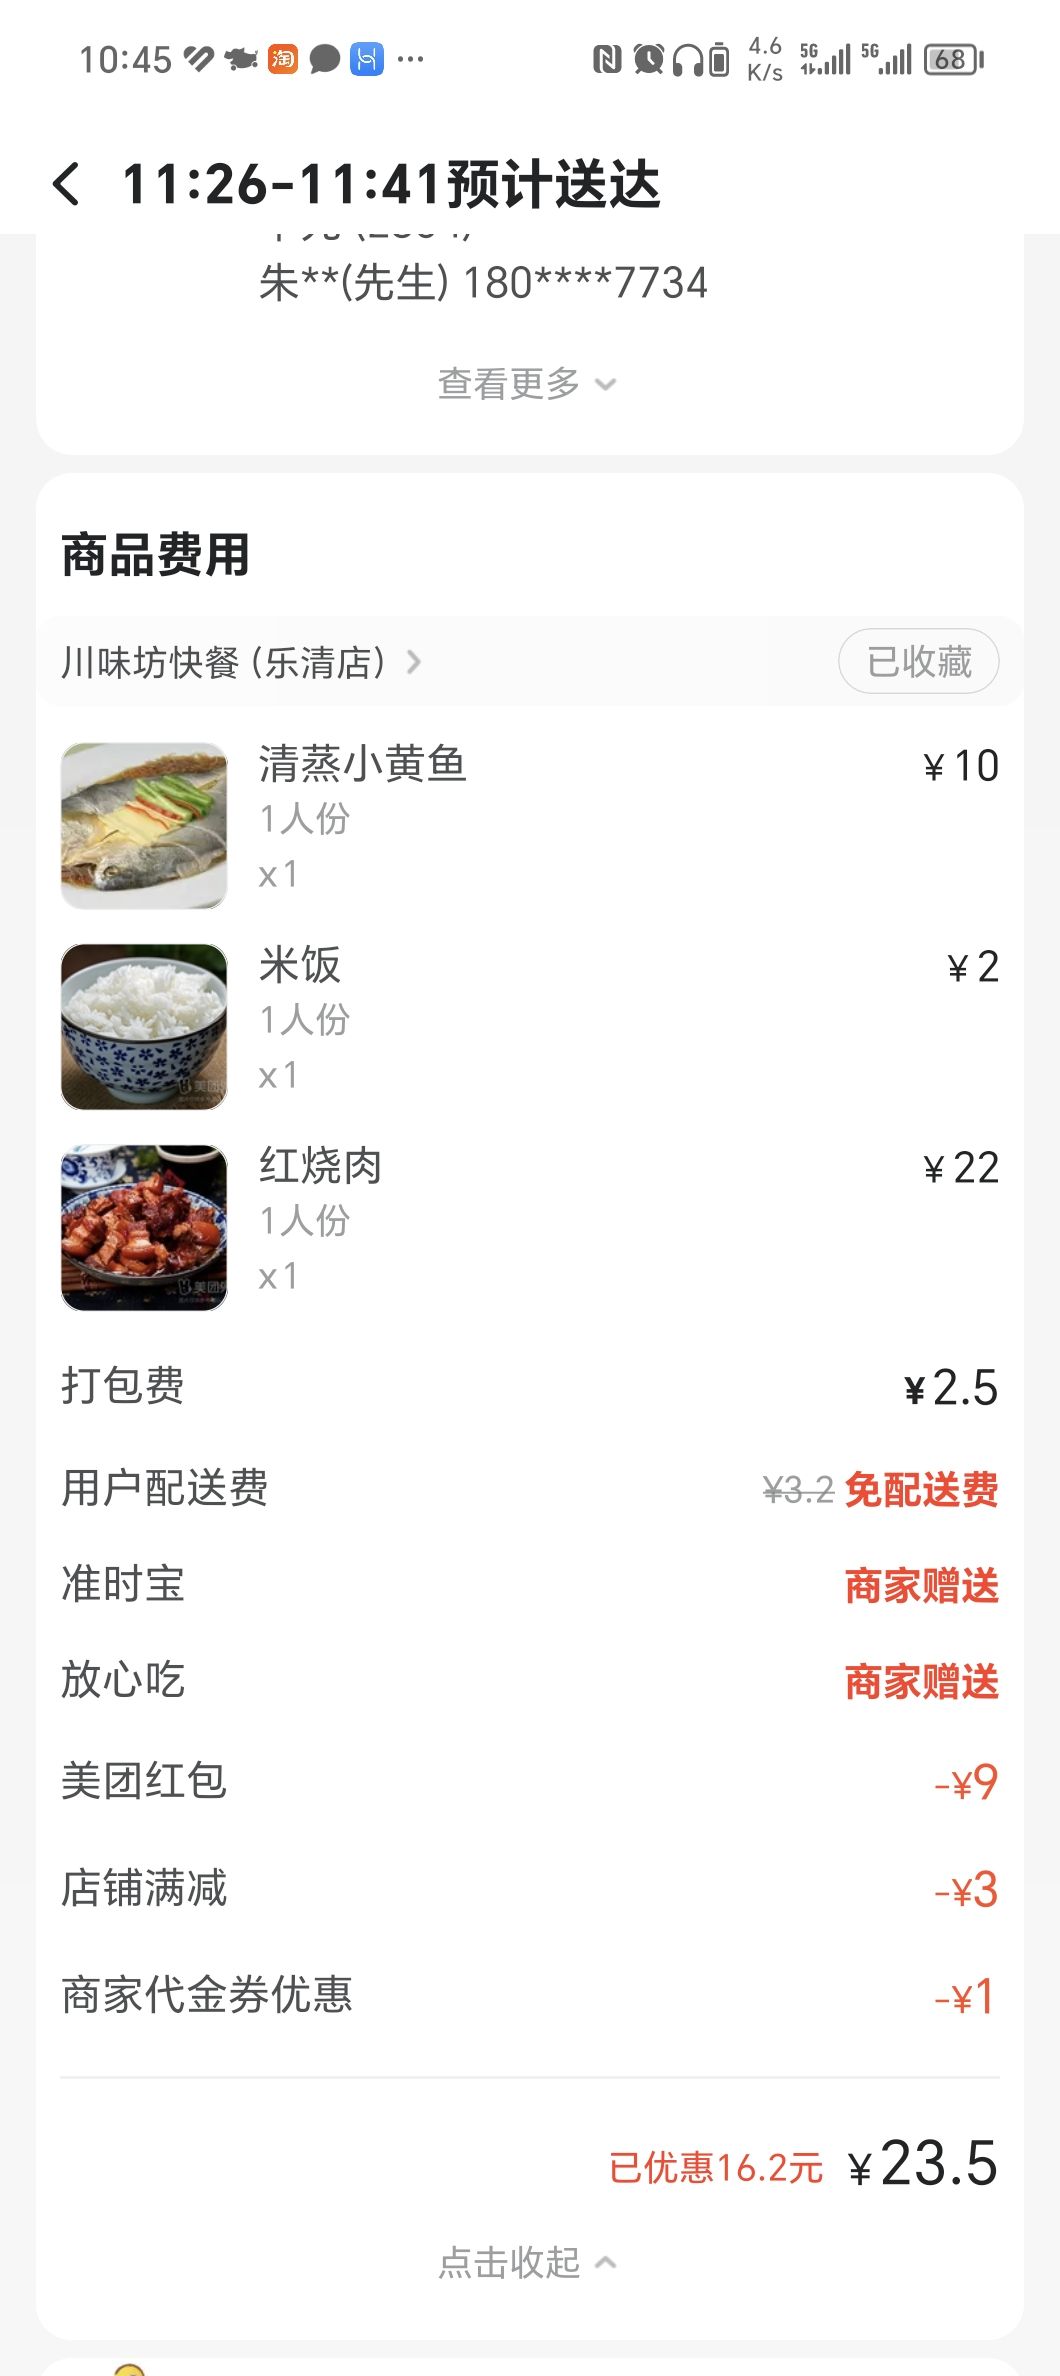 10:45 淘 ... 4.6 K/s 5G 5G 68
11:26-11:41预计送达
朱**(先生) 180****7734
查看更多
商品费用
川味坊快餐 (乐清店) 已收藏
清蒸小黄鱼 ¥10
1人份
x1
米饭 ¥2
1人份
x1
美团
红烧肉 ¥22
1人份
x1
美团外
打包费 ¥2.5
用户配送费 ¥3.2 免配送费
准时宝 商家赠送
放心吃 商家赠送
美团红包 -¥9
店铺满减 -¥3
商家代金券优惠 -¥1
已优惠16.2元 ¥23.5
点击收起